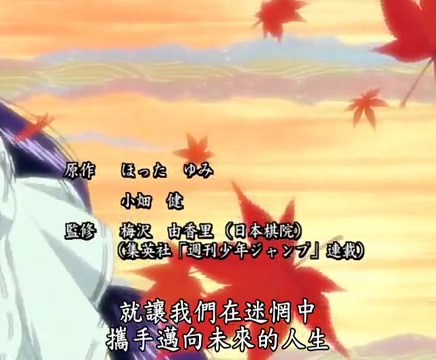 原作 ほった ゆみ
小畑 健
監修 梅沢 由香里(日本棋院)
(集英社「週刊少年ジャンプ」連載)
就讓我們在迷惘中
攜手邁向未來的人生